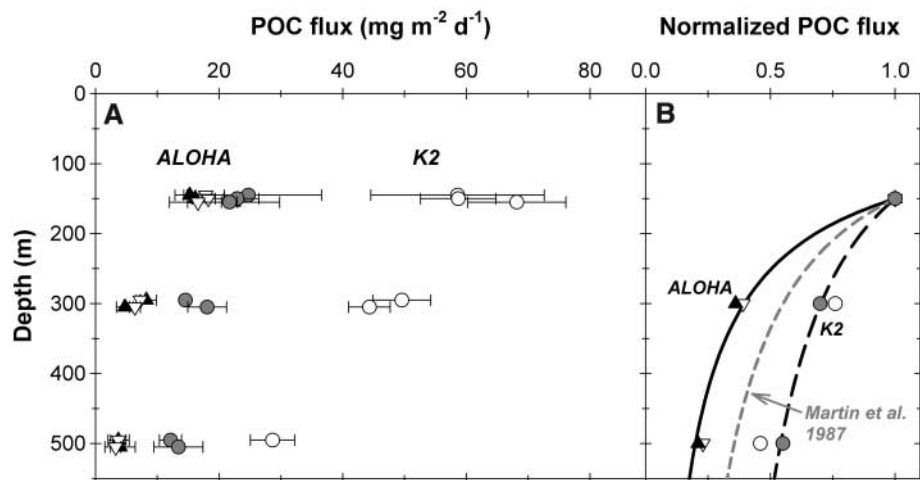 POC flux (mg m⁻² d⁻¹)
Normalized POC flux
0 20 40 60 80
0.0 0.5 1.0
Depth (m)
0
100
200
300
400
500
A
ALOHA
K2
B
ALOHA
K2
Martin et al.
1987